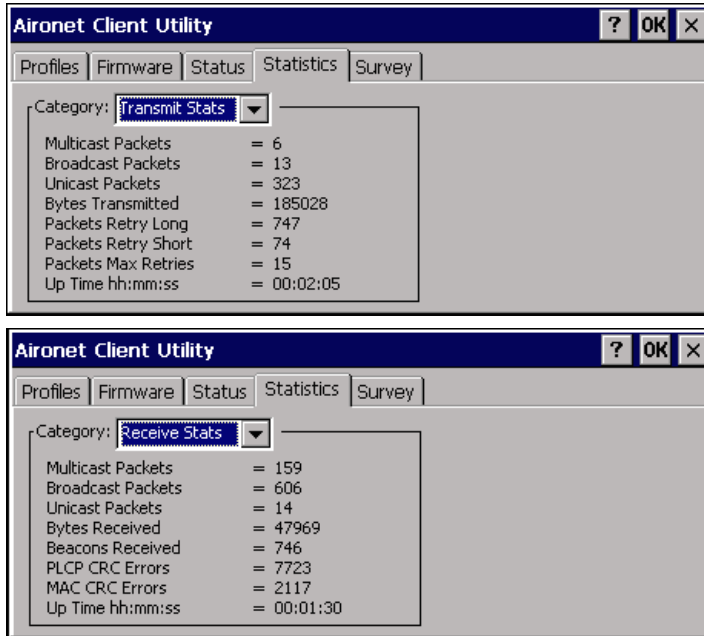 Aironet Client Utility ? OK ×
Profiles Firmware Status Statistics Survey
Category: Transmit Stats
Multicast Packets = 6
Broadcast Packets = 13
Unicast Packets = 323
Bytes Transmitted = 185028
Packets Retry Long = 747
Packets Retry Short = 74
Packets Max Retries = 15
Up Time hh:mm:ss = 00:02:05
Aironet Client Utility ? OK ×
Profiles Firmware Status Statistics Survey
Category: Receive Stats
Multicast Packets = 159
Broadcast Packets = 606
Unicast Packets = 14
Bytes Received = 47969
Beacons Received = 746
PLCP CRC Errors = 7723
MAC CRC Errors = 2117
Up Time hh:mm:ss = 00:01:30